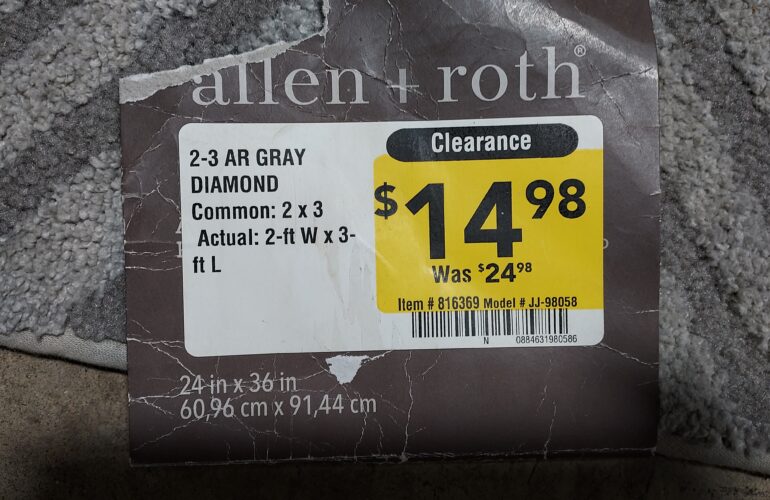 allen + roth®
2-3 AR GRAY
DIAMOND
Common: 2 x 3
Actual: 2-ft W x 3-
ft L
Clearance
$14 98
Was $24 98
Item # 816369 Model # JJ-98058
N 0884631980586
24 in x 36 in
60,96 cm x 91,44 cm